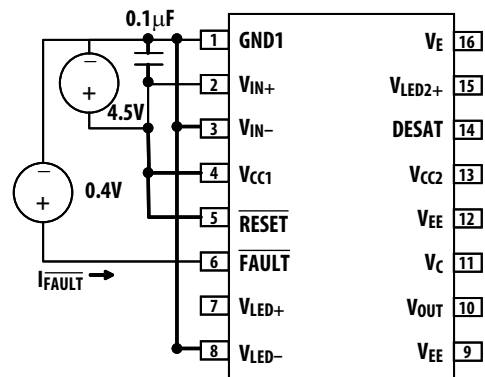 0.1μF
1 GND1 VE 16
4.5V
2 VIN+ VLED2+ 15
3 VIN– DESAT 14
0.4V
4 VCC1 VCC2 13
5 RESET VEE 12
IFAULT
6 FAULT VC 11
7 VLED+ VOUT 10
8 VLED– VEE 9